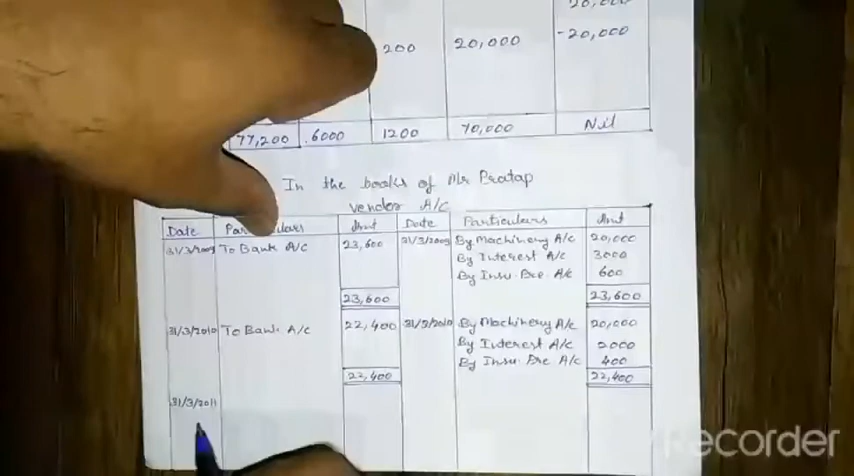 20,000
200 20,000 -20,000
77,200 6000 1200 70,000 Nil
In the books of Mr Pratap
vendor A/C
Date Amt Date Particulars Amt
31/3/2009 To Bank A/C 23,600 31/3/2009 By Machinery A/c 20,000
By Interest A/c 3000
By Insu. Pre A/c 600
23,600 23,600
31/3/2010 To Bank A/c 22,400 31/3/2010 By Machinery A/c 20,000
By Interest A/c 2000
By Insu. Pre A/c 400
22,400 22,400
31/3/2011
Recorder